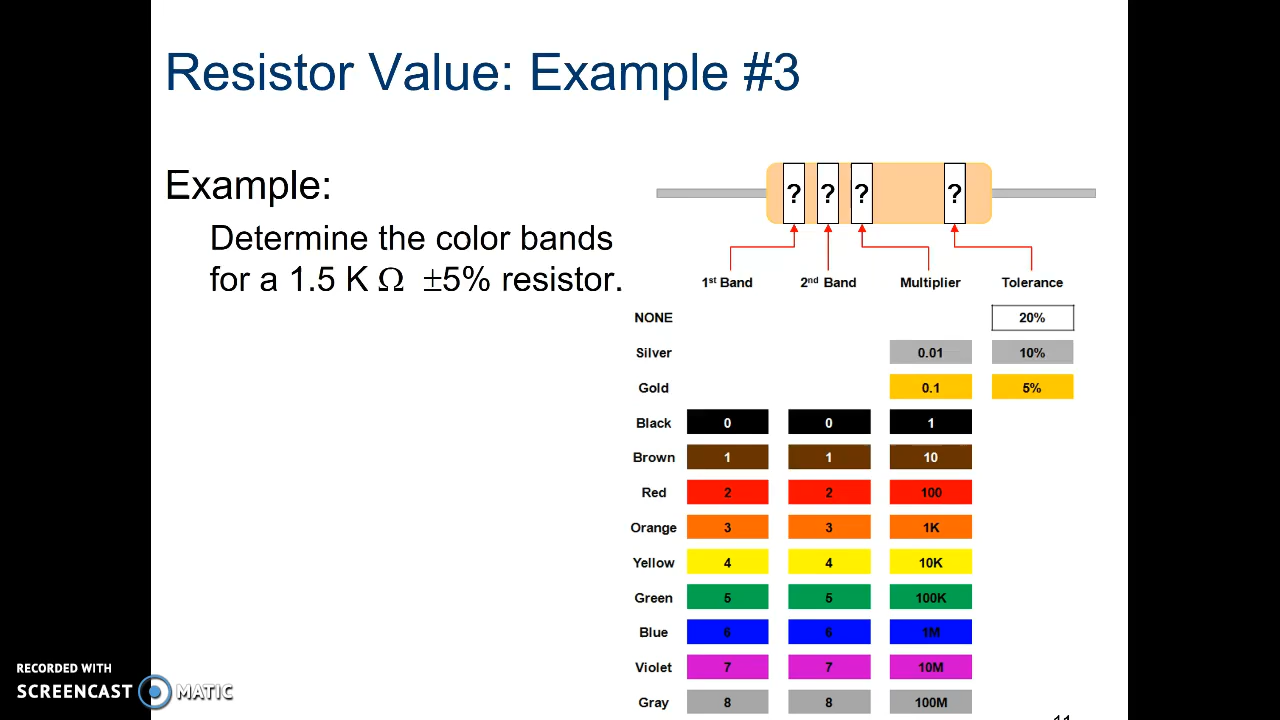 Resistor Value: Example #3
Example:
Determine the color bands
for a 1.5 K Ω ±5% resistor.
? ? ? ?
1st Band 2nd Band Multiplier Tolerance
NONE 20%
Silver 0.01 10%
Gold 0.1 5%
Black 0 0 1
Brown 1 1 10
Red 2 2 100
Orange 3 3 1K
Yellow 4 4 10K
Green 5 5 100K
Blue 6 6 1M
Violet 7 7 10M
Gray 8 8 100M
RECORDED WITH
SCREENCAST MATIC